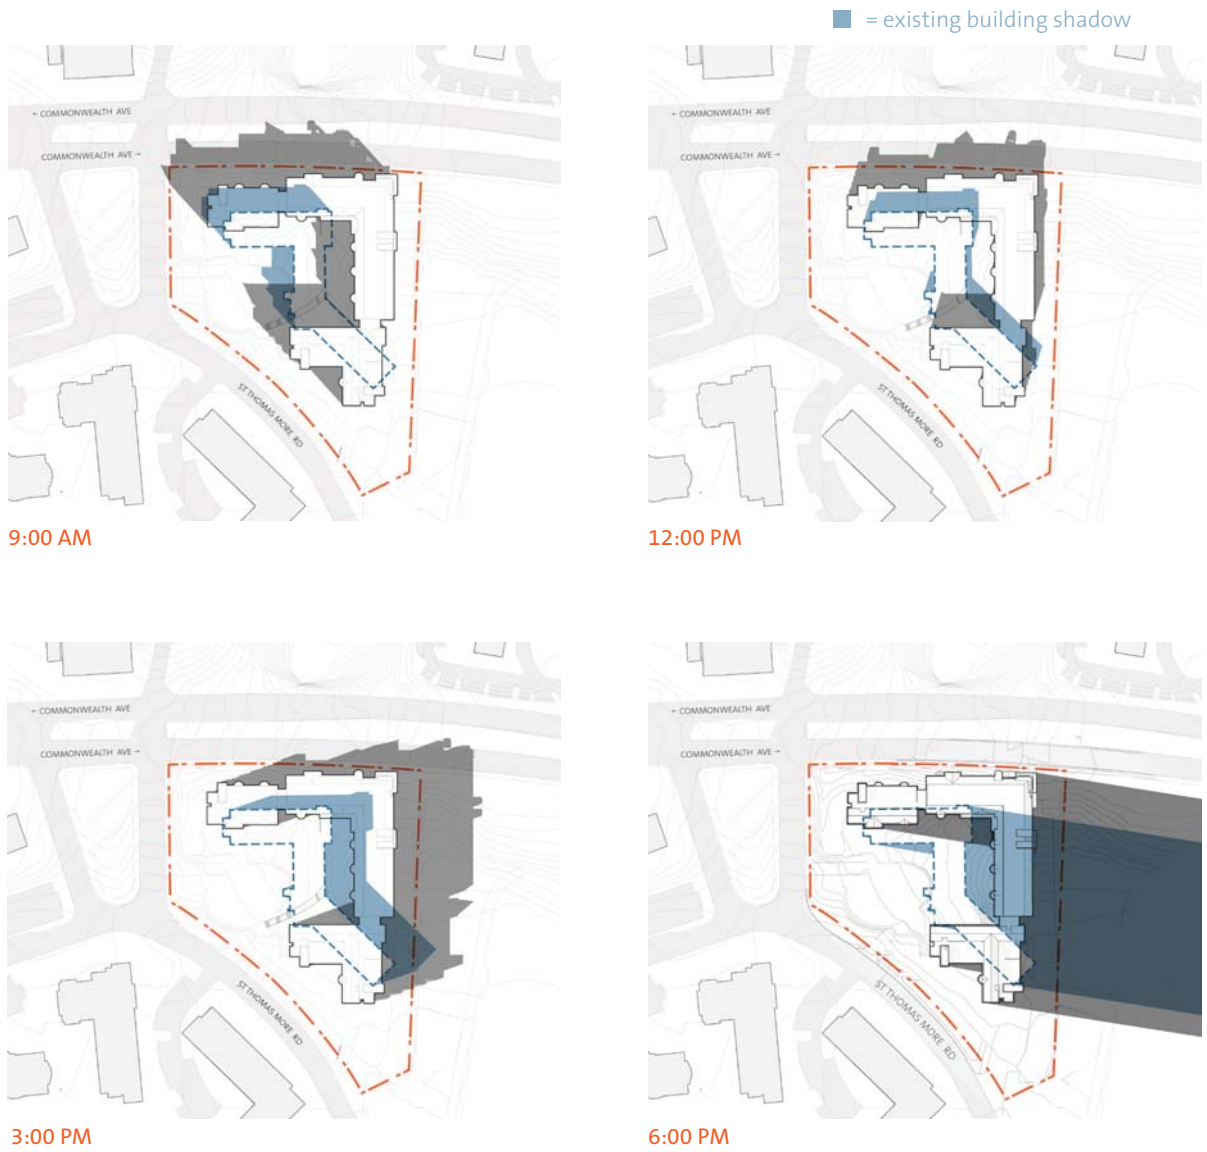 = existing building shadow
← COMMONWEALTH AVE
COMMONWEALTH AVE →
ST THOMAS MORE RD
9:00 AM
← COMMONWEALTH AVE
COMMONWEALTH AVE →
ST THOMAS MORE RD
12:00 PM
← COMMONWEALTH AVE
COMMONWEALTH AVE →
ST THOMAS MORE RD
3:00 PM
← COMMONWEALTH AVE
COMMONWEALTH AVE →
ST THOMAS MORE RD
6:00 PM